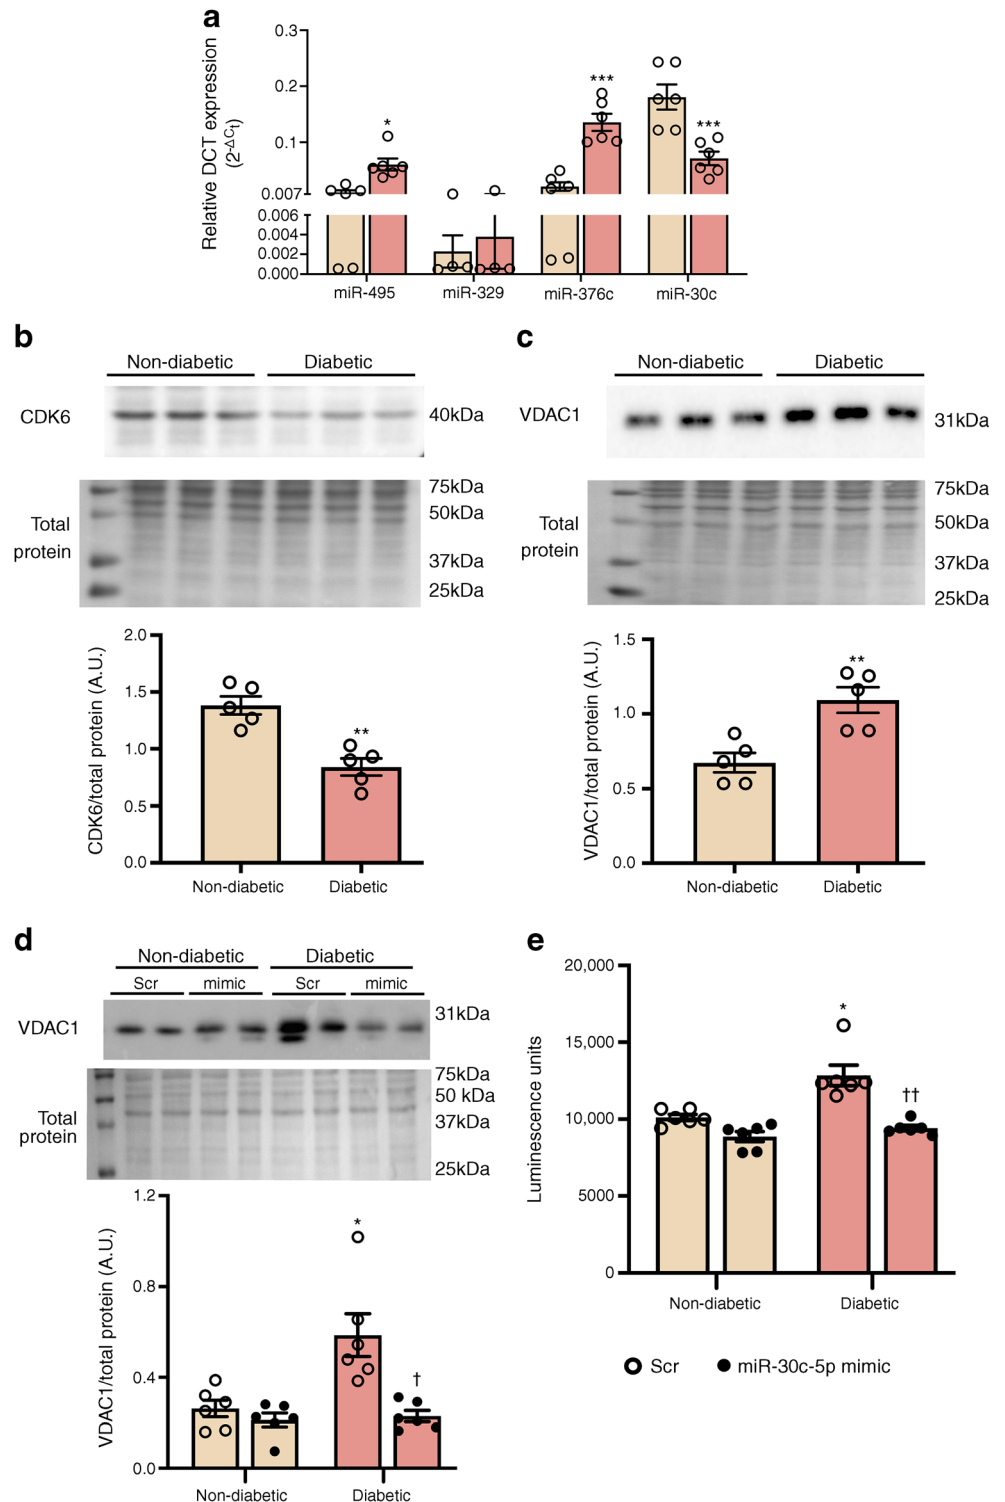 a
Relative DCT expression
(2-ΔCt)
0.3
0.2
0.1
0.007
0.006
0.004
0.002
0.000
*
***
***
miR-495
miR-329
miR-376c
miR-30c
b
Non-diabetic
Diabetic
CDK6
40kDa
Total
protein
75kDa
50kDa
37kDa
25kDa
CDK6/total protein (A.U.)
2.0
1.5
1.0
0.5
0.0
**
Non-diabetic
Diabetic
c
Non-diabetic
Diabetic
VDAC1
31kDa
Total
protein
75kDa
50kDa
37kDa
25kDa
VDAC1/total protein (A.U.)
1.5
1.0
0.5
0.0
**
Non-diabetic
Diabetic
d
Non-diabetic
Diabetic
Scr
mimic
Scr
mimic
VDAC1
31kDa
Total
protein
75kDa
50 kDa
37kDa
25kDa
VDAC1/total protein (A.U.)
1.2
0.8
0.4
0.0
*
†
Non-diabetic
Diabetic
e
Luminescence units
20,000
15,000
10,000
5000
0
*
††
Non-diabetic
Diabetic
Scr
miR-30c-5p mimic